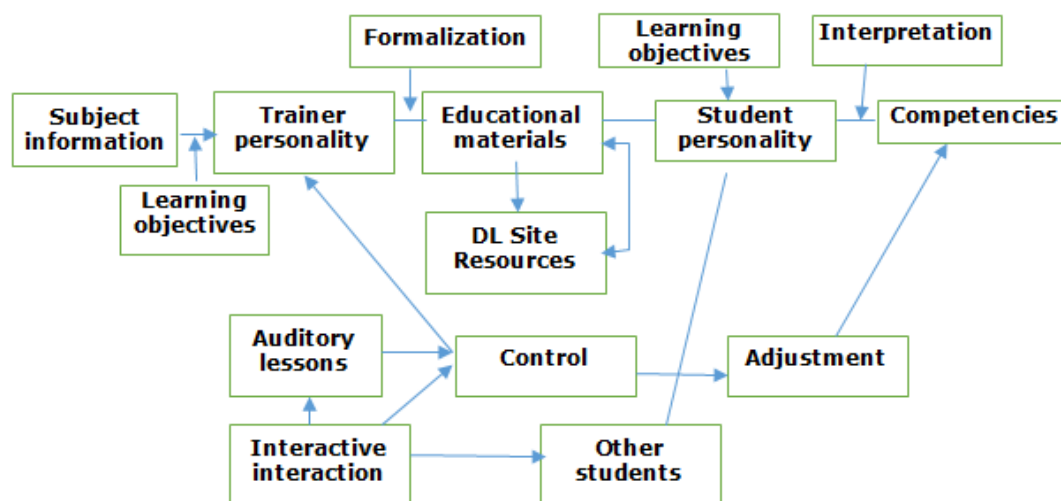 Formalization
Learning
objectives
Interpretation
Subject
information
Trainer
personality
Educational
materials
Student
personality
Competencies
Learning
objectives
DL Site
Resources
Auditory
lessons
Control
Adjustment
Interactive
interaction
Other
students